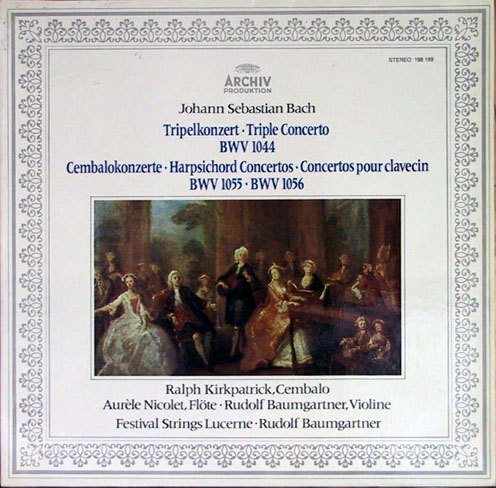 STEREO 198 189
ARCHIV
PRODUKTION
Johann Sebastian Bach
Tripelkonzert · Triple Concerto
BWV 1044
Cembalokonzerte · Harpsichord Concertos · Concertos pour clavecin
BWV 1055 · BWV 1056
Ralph Kirkpatrick, Cembalo
Aurèle Nicolet, Flöte · Rudolf Baumgartner, Violine
Festival Strings Lucerne · Rudolf Baumgartner